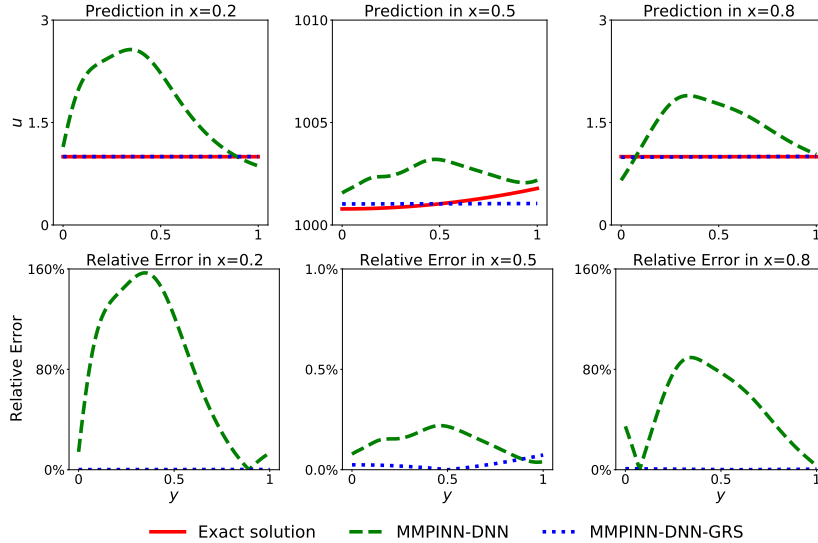 Prediction in x=0.2
Prediction in x=0.5
Prediction in x=0.8
3
1.5
0
u
0
0.5
1
1010
1005
1000
0
0.5
1
3
1.5
0
0
0.5
1
Relative Error in x=0.2
Relative Error in x=0.5
Relative Error in x=0.8
160%
80%
0%
Relative Error
0
0.5
1
y
1.0%
0.5%
0.0%
0
0.5
1
y
160%
80%
0%
0
0.5
1
y
Exact solution
MMPINN-DNN
MMPINN-DNN-GRS